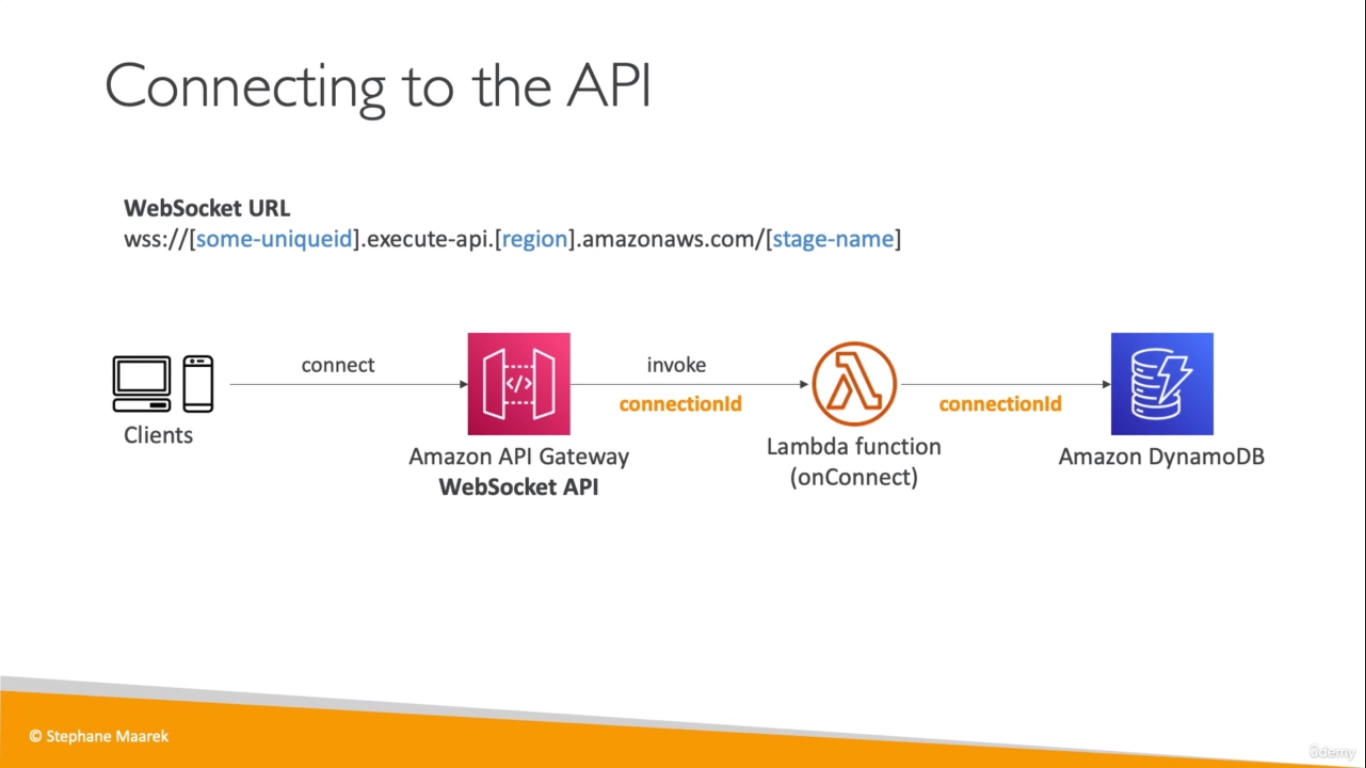 Connecting to the API
WebSocket URL
wss://[some-uniqueid].execute-api.[region].amazonaws.com/[stage-name]
connect
invoke
connectionId
connectionId
Clients
Amazon API Gateway
WebSocket API
Lambda function
(onConnect)
Amazon DynamoDB
© Stephane Maarek
ûdemy